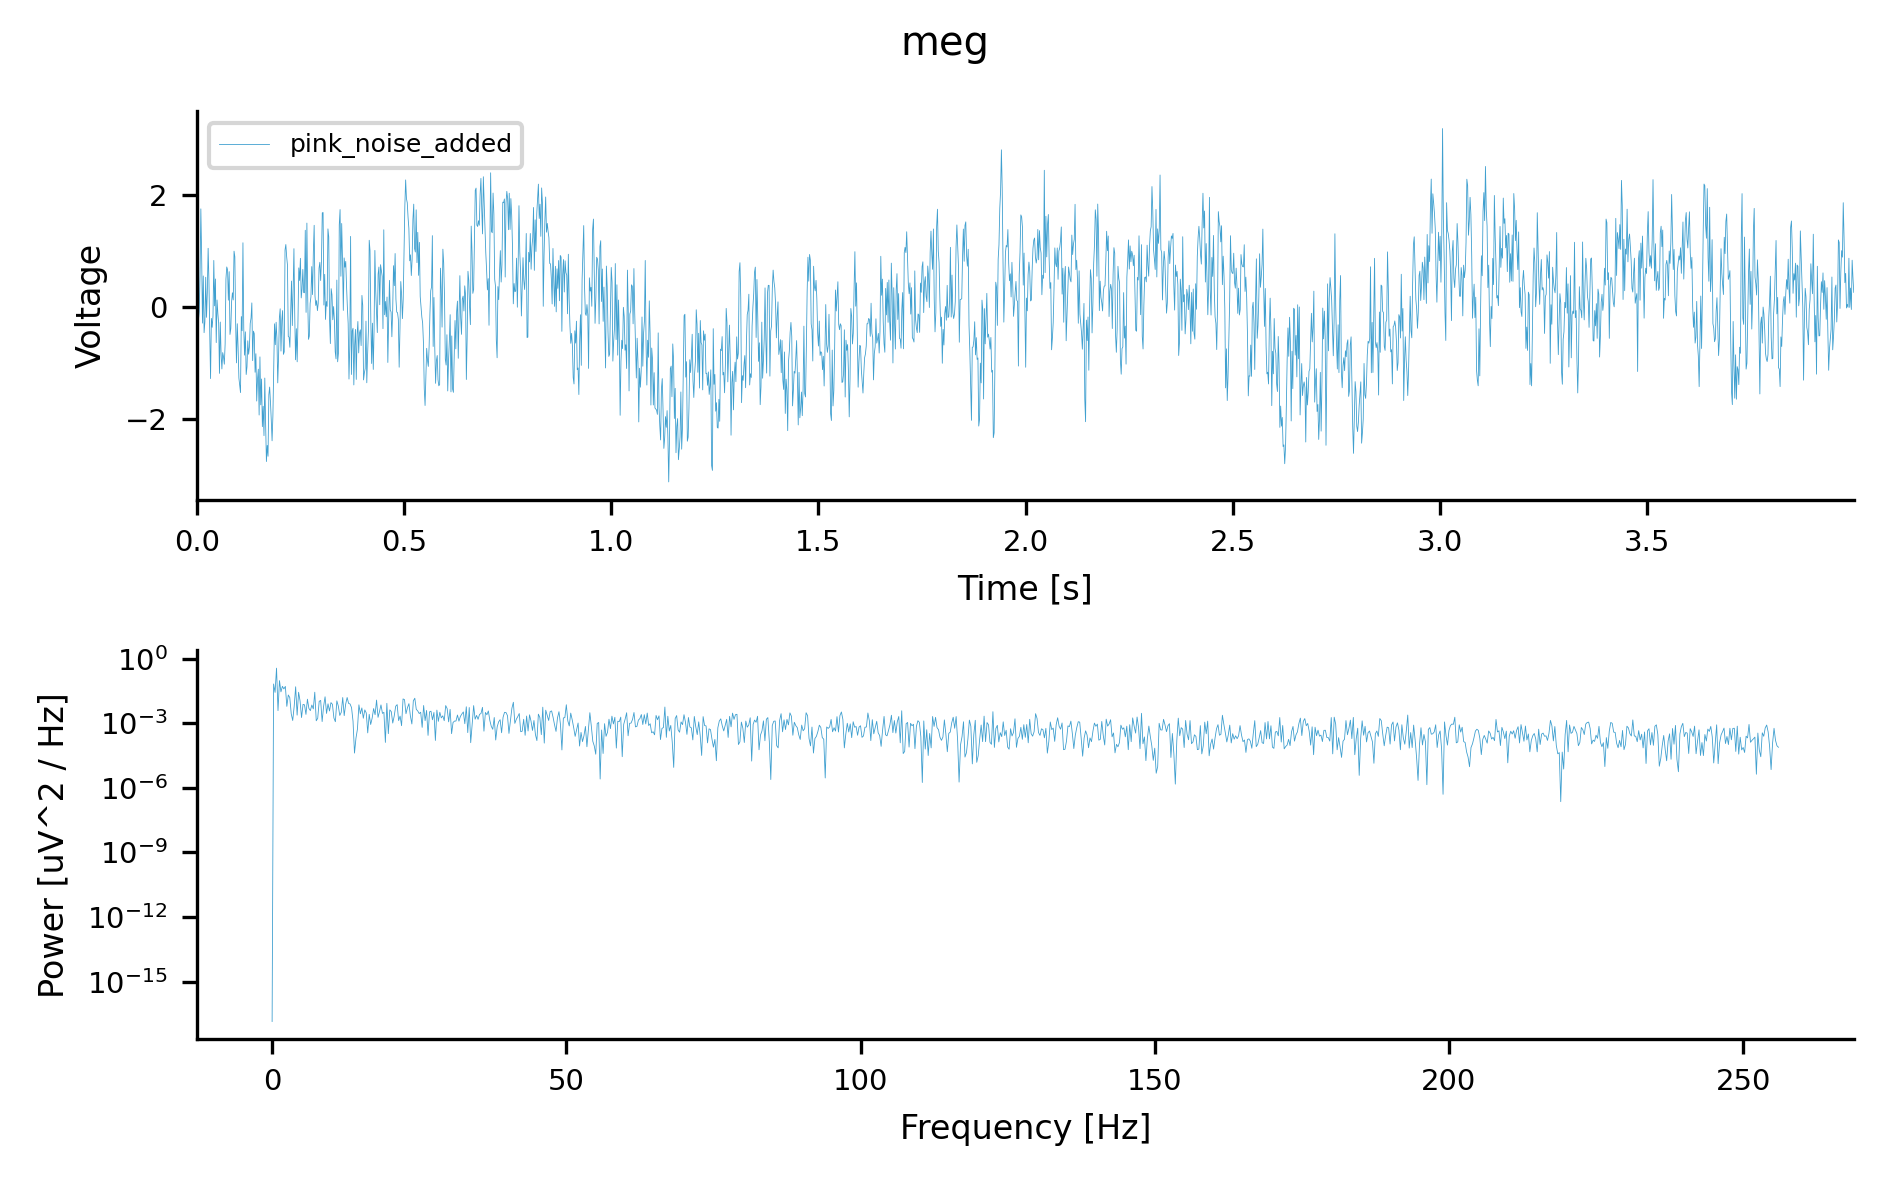 meg
pink_noise_added
Voltage
2
0
−2
0.0 0.5 1.0 1.5 2.0 2.5 3.0 3.5
Time [s]
Power [uV^2 / Hz]
10⁰
10⁻³
10⁻⁶
10⁻⁹
10⁻¹²
10⁻¹⁵
0 50 100 150 200 250
Frequency [Hz]